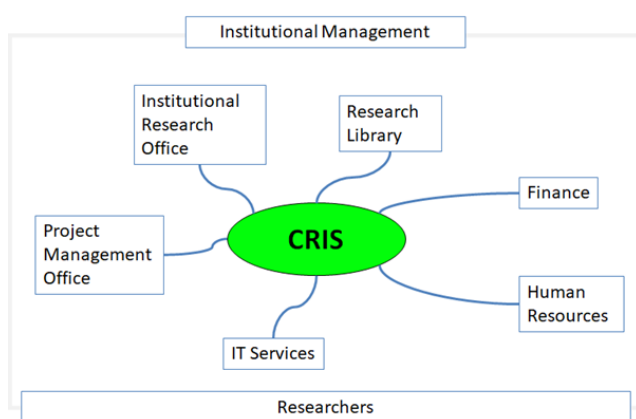 Institutional Management
Institutional
Research
Office
Research
Library
Finance
CRIS
Project
Management
Office
Human
Resources
IT Services
Researchers